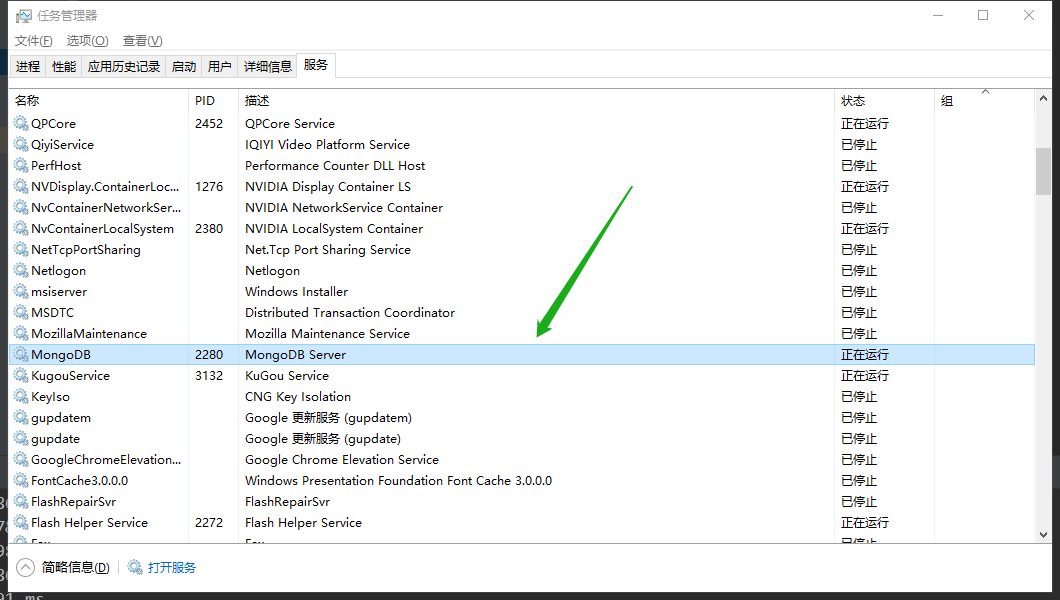 任务管理器
文件(F) 选项(O) 查看(V)
进程 性能 应用历史记录 启动 用户 详细信息 服务
名称 PID 描述 状态 组
QPCore 2452 QPCore Service 正在运行
QiyiService IQIYI Video Platform Service 已停止
PerfHost Performance Counter DLL Host 已停止
NVDisplay.ContainerLoc... 1276 NVIDIA Display Container LS 正在运行
NvContainerNetworkSer... NVIDIA NetworkService Container 已停止
NvContainerLocalSystem 2380 NVIDIA LocalSystem Container 正在运行
NetTcpPortSharing Net.Tcp Port Sharing Service 已停止
Netlogon Netlogon 已停止
msiserver Windows Installer 已停止
MSDTC Distributed Transaction Coordinator 已停止
MozillaMaintenance Mozilla Maintenance Service 已停止
MongoDB 2280 MongoDB Server 正在运行
KugouService 3132 KuGou Service 正在运行
KeyIso CNG Key Isolation 已停止
gupdatem Google 更新服务 (gupdatem) 已停止
gupdate Google 更新服务 (gupdate) 已停止
GoogleChromeElevation... Google Chrome Elevation Service 已停止
FontCache3.0.0.0 Windows Presentation Foundation Font Cache 3.0.0.0 已停止
FlashRepairSvr FlashRepairSvr 已停止
Flash Helper Service 2272 Flash Helper Service 正在运行
Fax Fax 已停止
简略信息(D) 打开服务